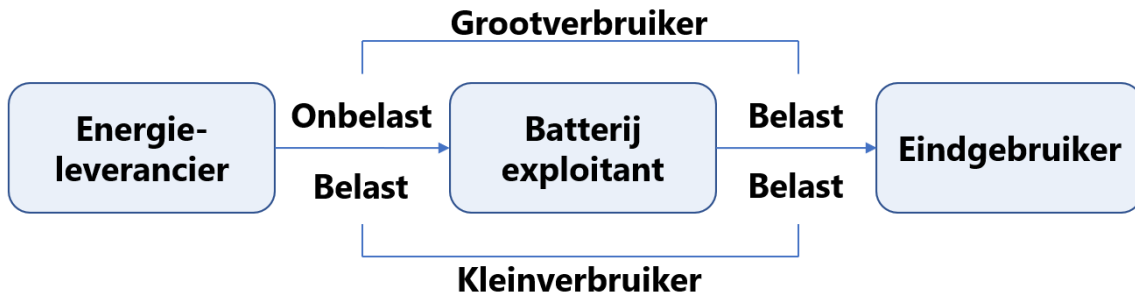 Grootverbruiker
Energie-
leverancier
Onbelast
Belast
Batterij
exploitant
Belast
Belast
Eindgebruiker
Kleinverbruiker